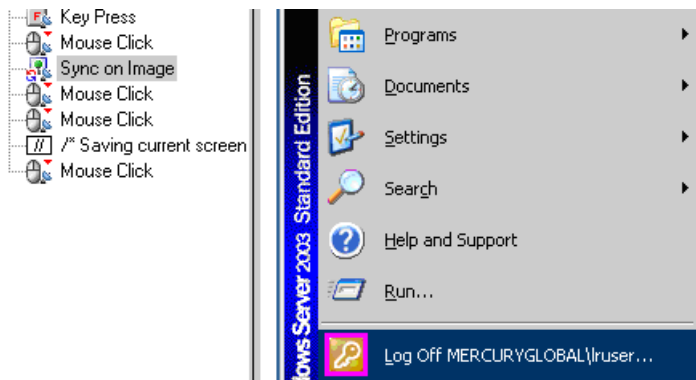 Key Press
Mouse Click
Sync on Image
Mouse Click
Mouse Click
// /* Saving current screen
Mouse Click
Programs
Documents
Settings
Search
Help and Support
Run...
Log Off MERCURYGLOBAL\lruser...
ows Server 2003 Standard Edition